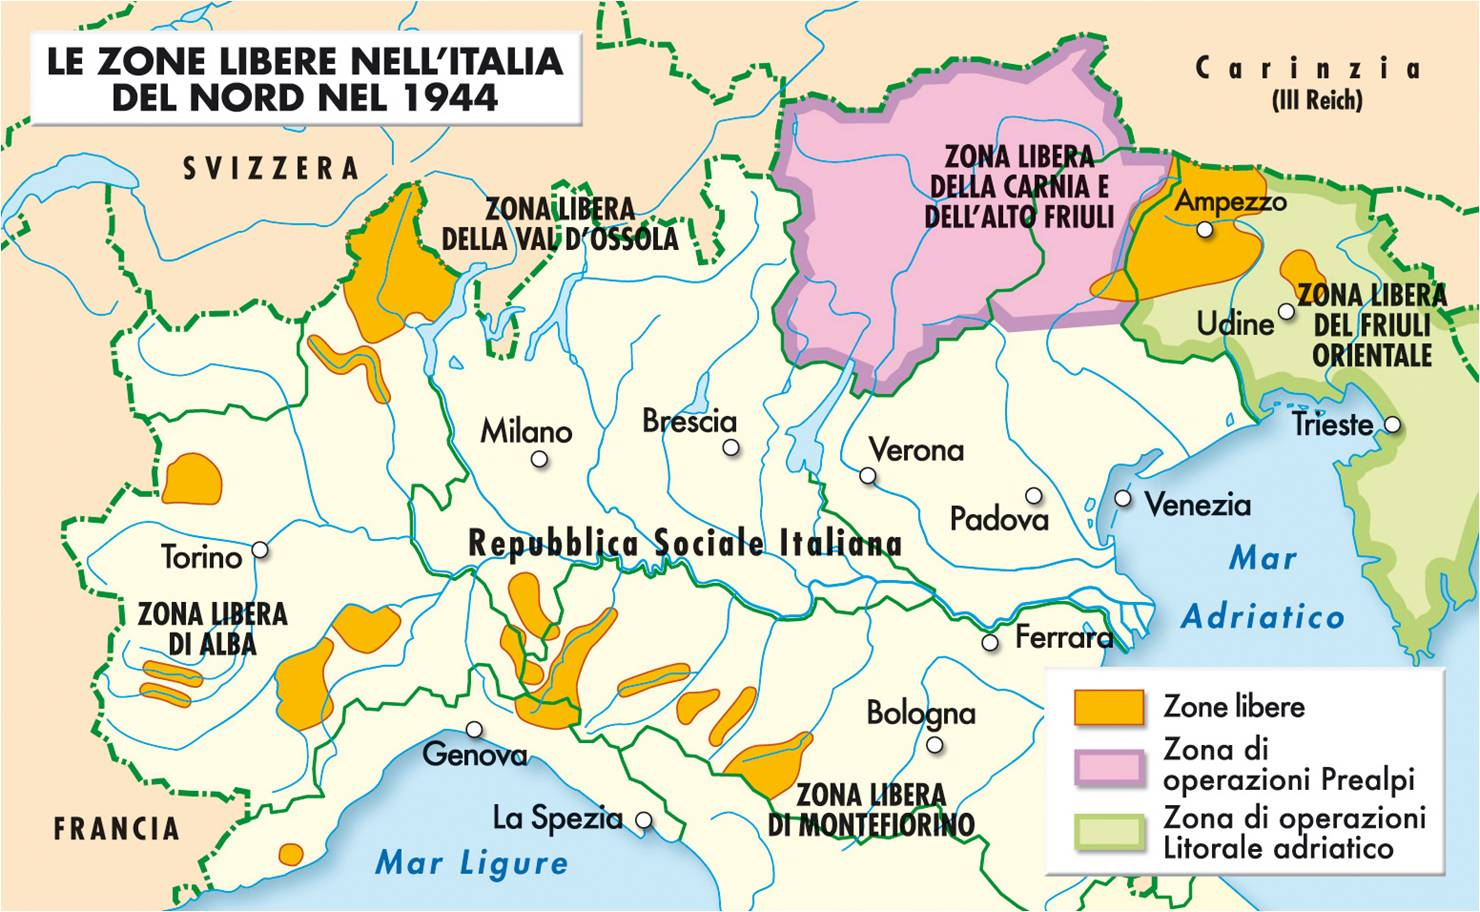 LE ZONE LIBERE NELL'ITALIA
DEL NORD NEL 1944
Carinzia
(III Reich)
SVIZZERA
ZONA LIBERA
DELLA VAL D'OSSOLA
ZONA LIBERA
DELLA CARNIA E
DELL'ALTO FRIULI
Ampezzo
Udine
ZONA LIBERA
DEL FRIULI
ORIENTALE
Trieste
Milano
Brescia
Verona
Padova
Venezia
Repubblica Sociale Italiana
Torino
Mar
Adriatico
ZONA LIBERA
DI ALBA
Ferrara
Bologna
Genova
La Spezia
ZONA LIBERA
DI MONTEFIORINO
FRANCIA
Mar Ligure
Zone libere
Zona di
operazioni Prealpi
Zona di operazioni
Litorale adriatico